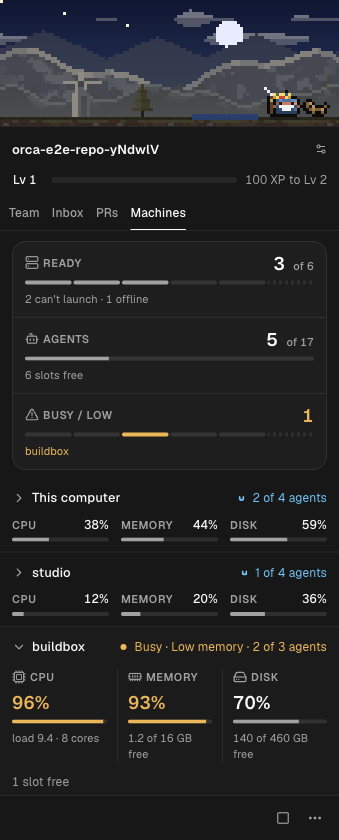 orca-e2e-repo-yNdwlV
Lv 1 100 XP to Lv 2
Team Inbox PRs Machines
READY 3 of 6
2 can't launch · 1 offline
AGENTS 5 of 17
6 slots free
BUSY / LOW 1
buildbox
This computer 2 of 4 agents
CPU 38% MEMORY 44% DISK 59%
studio 1 of 4 agents
CPU 12% MEMORY 20% DISK 36%
buildbox Busy · Low memory · 2 of 3 agents
CPU MEMORY DISK
96% 93% 70%
load 9.4 · 8 cores 1.2 of 16 GB 140 of 460 GB
free free
1 slot free